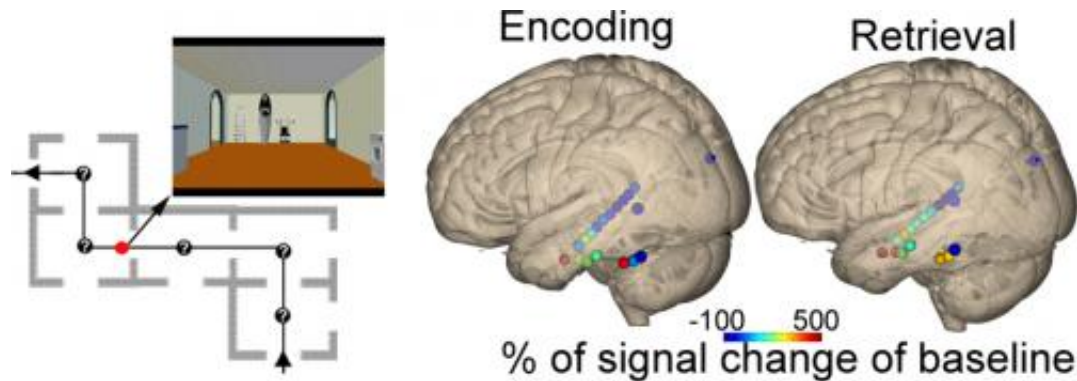 Encoding
Retrieval
?
? ?
?
?
-100 500
% of signal change of baseline